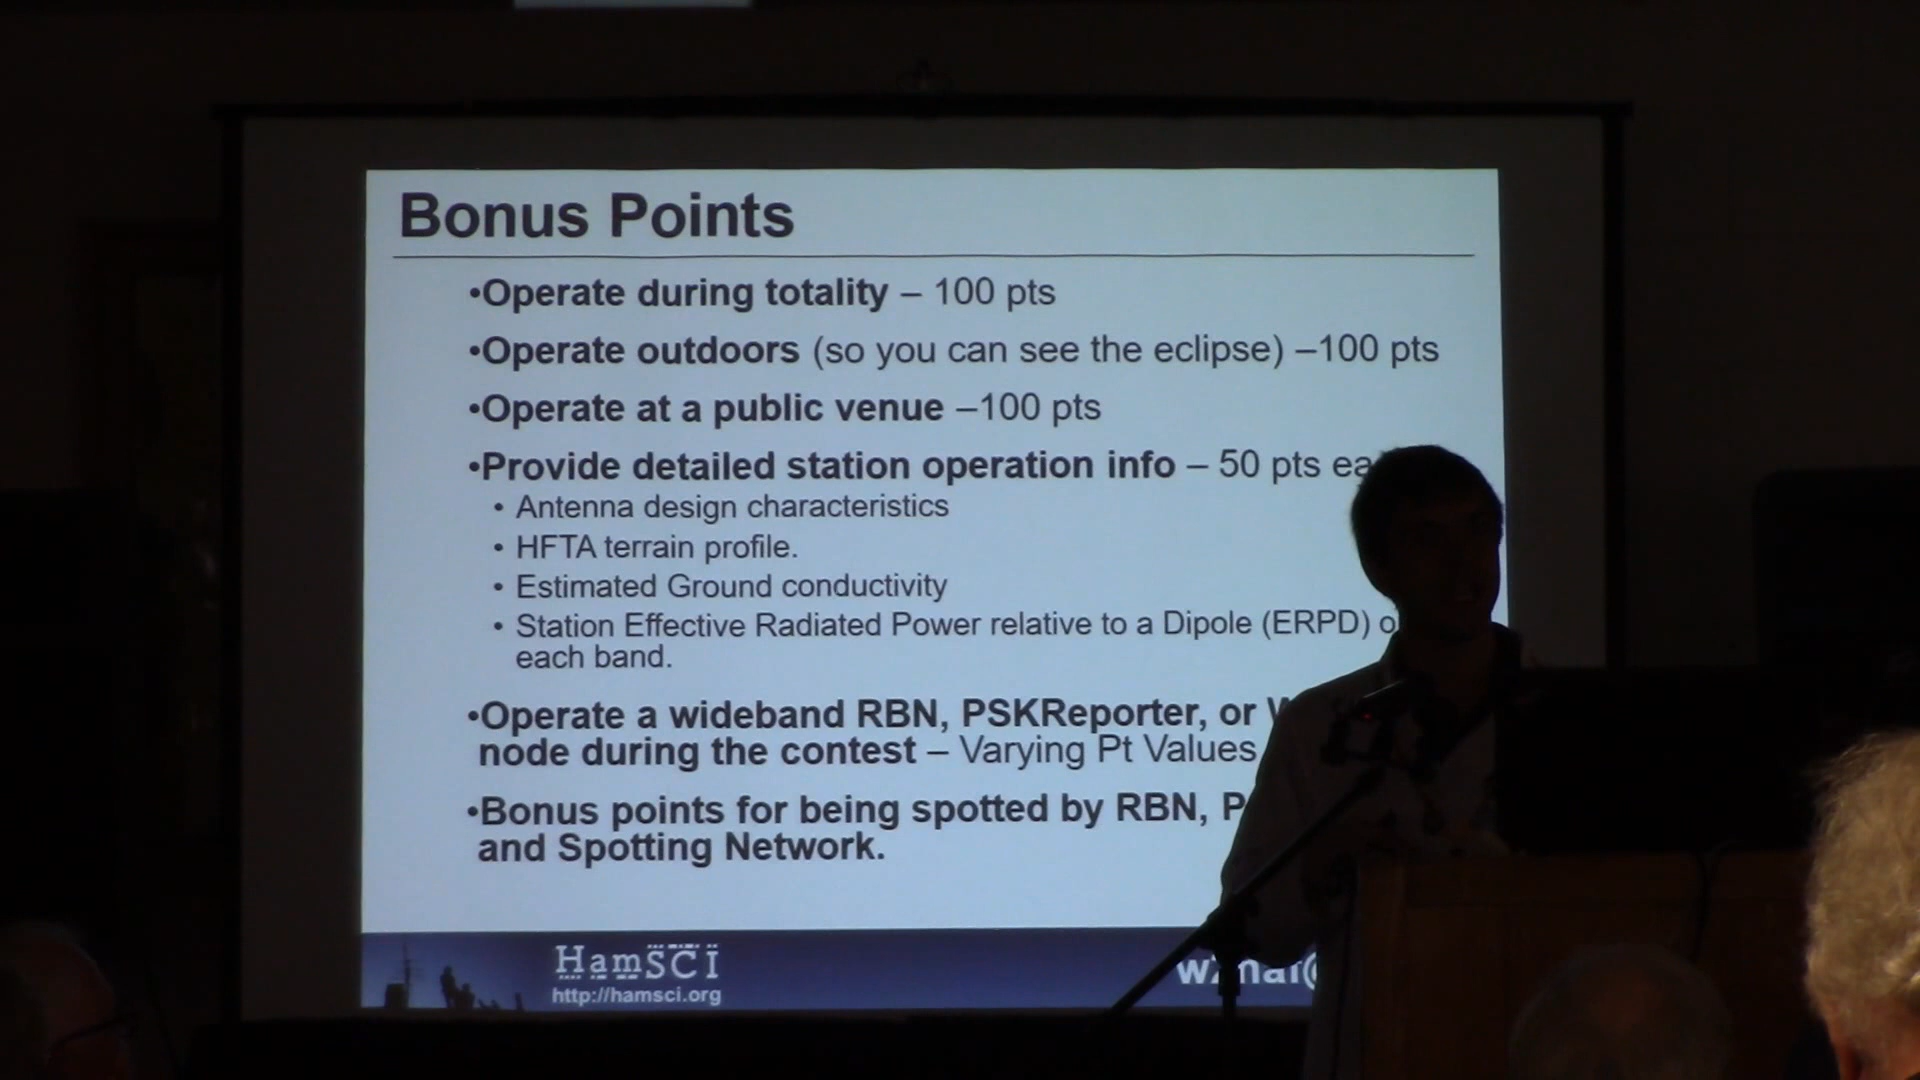 Bonus Points
•Operate during totality – 100 pts
•Operate outdoors (so you can see the eclipse) –100 pts
•Operate at a public venue –100 pts
•Provide detailed station operation info – 50 pts
• Antenna design characteristics
• HFTA terrain profile.
• Estimated Ground conductivity
• Station Effective Radiated Power relative to a Dipole (ERPD)
each band.
•Operate a wideband RBN, PSKReporter, or
node during the contest – Varying Pt Values
•Bonus points for being spotted by RBN,
and Spotting Network.
HamSCI
http://hamsci.org